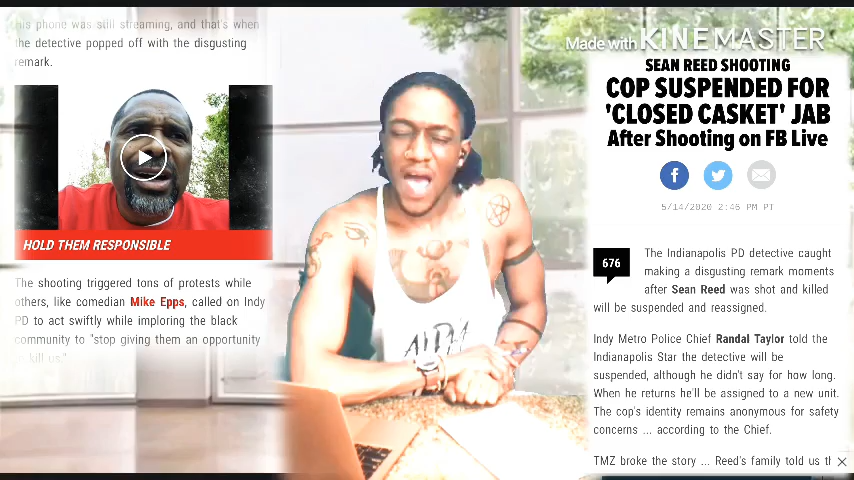 his phone was still streaming, and that's when
the detective popped off with the disgusting
remark.
HOLD THEM RESPONSIBLE
The shooting triggered tons of protests while
others, like comedian Mike Epps, called on Indy
PD to act swiftly while imploring the black
community to "stop giving them an opportunity
to kill us."
Made with KINEMASTER
SEAN REED SHOOTING
COP SUSPENDED FOR
'CLOSED CASKET' JAB
After Shooting on FB Live
5/14/2020 2:46 PM PT
676
The Indianapolis PD detective caught
making a disgusting remark moments
after Sean Reed was shot and killed
will be suspended and reassigned.
Indy Metro Police Chief Randal Taylor told the
Indianapolis Star the detective will be
suspended, although he didn't say for how long.
When he returns he'll be assigned to a new unit.
The cop's identity remains anonymous for safety
concerns ... according to the Chief.
TMZ broke the story ... Reed's family told us